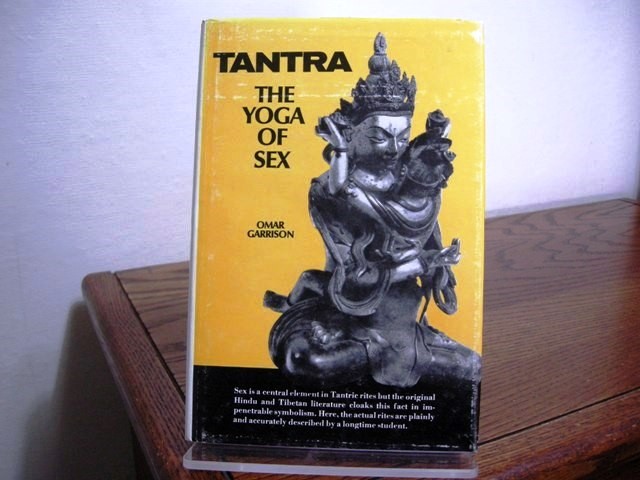 TANTRA
THE
YOGA
OF
SEX
OMAR
GARRISON
Sex is a central element in Tantric rites but the original
Hindu and Tibetan literature cloaks this fact in im-
penetrable symbolism. Here, the actual rites are plainly
and accurately described by a longtime student.